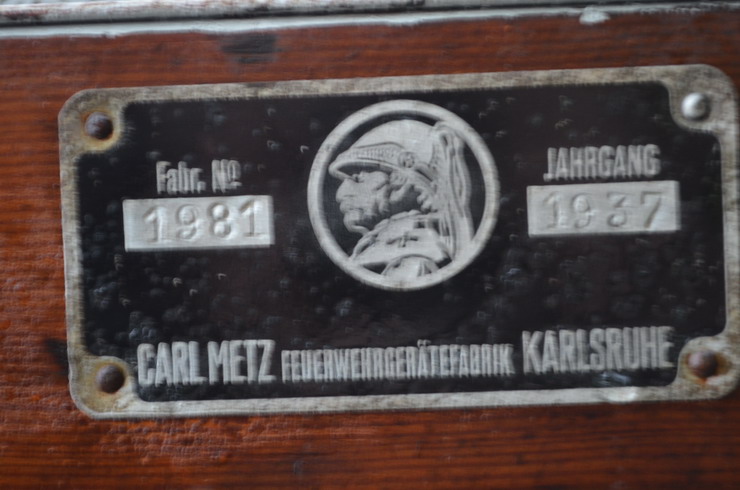 Fabr. No JAHRGANG
1981 1937
CARL METZ FEUERWEHRGERÄTEFABRIK KARLSRUHE